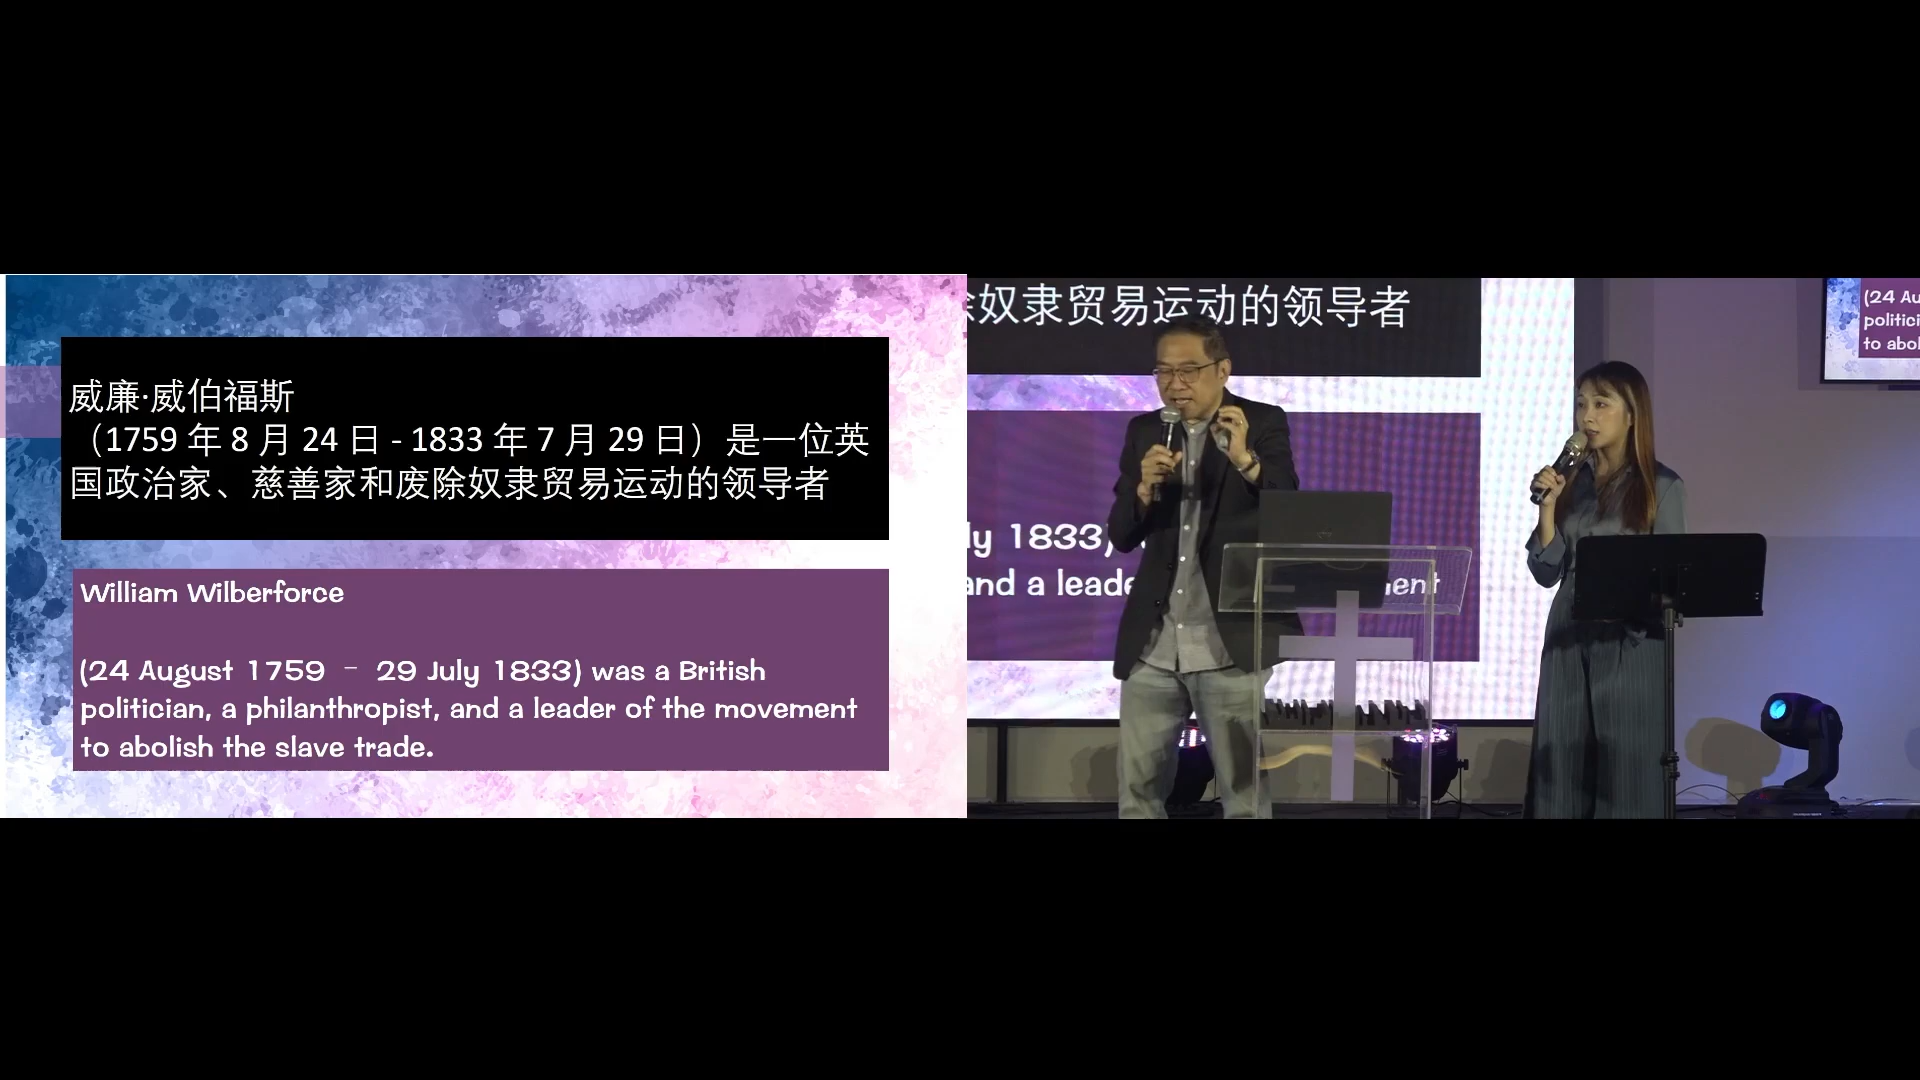 威廉·威伯福斯
（1759 年 8 月 24 日 - 1833 年 7 月 29 日）是一位英
国政治家、慈善家和废除奴隶贸易运动的领导者
William Wilberforce
(24 August 1759 – 29 July 1833) was a British
politician, a philanthropist, and a leader of the movement
to abolish the slave trade.
奴隶贸易运动的领导者
ly 1833)
and a leade
ent
(24 Au
politici
to abol